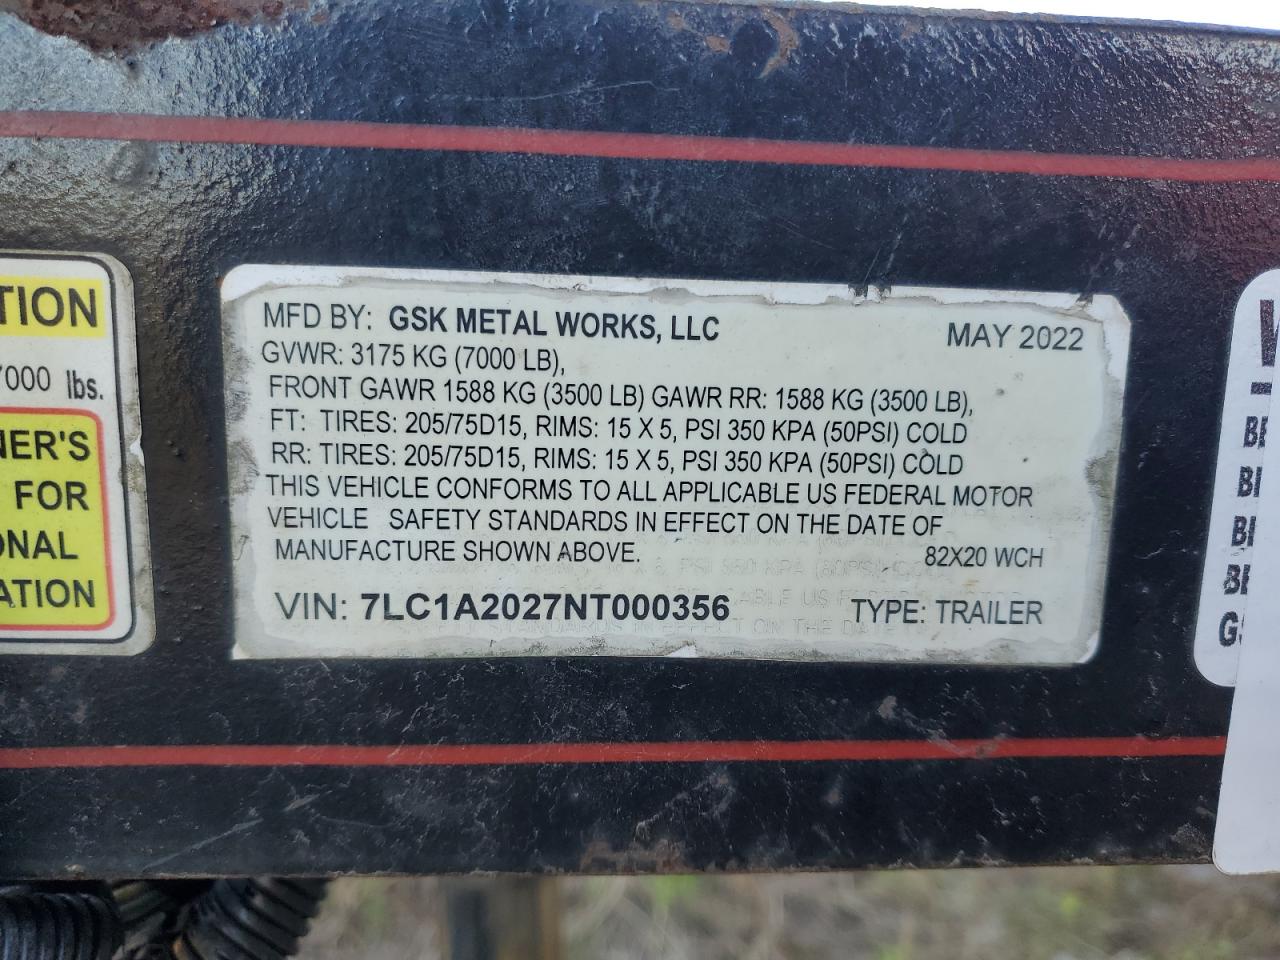 TION
7000 lbs.
NER'S
FOR
ONAL
ATION
MFD BY: GSK METAL WORKS, LLC MAY 2022
GVWR: 3175 KG (7000 LB),
FRONT GAWR 1588 KG (3500 LB) GAWR RR: 1588 KG (3500 LB),
FT: TIRES: 205/75D15, RIMS: 15 X 5, PSI 350 KPA (50PSI) COLD
RR: TIRES: 205/75D15, RIMS: 15 X 5, PSI 350 KPA (50PSI) COLD
THIS VEHICLE CONFORMS TO ALL APPLICABLE US FEDERAL MOTOR
VEHICLE SAFETY STANDARDS IN EFFECT ON THE DATE OF
MANUFACTURE SHOWN ABOVE. 82X20 WCH
VIN: 7LC1A2027NT000356 TYPE: TRAILER